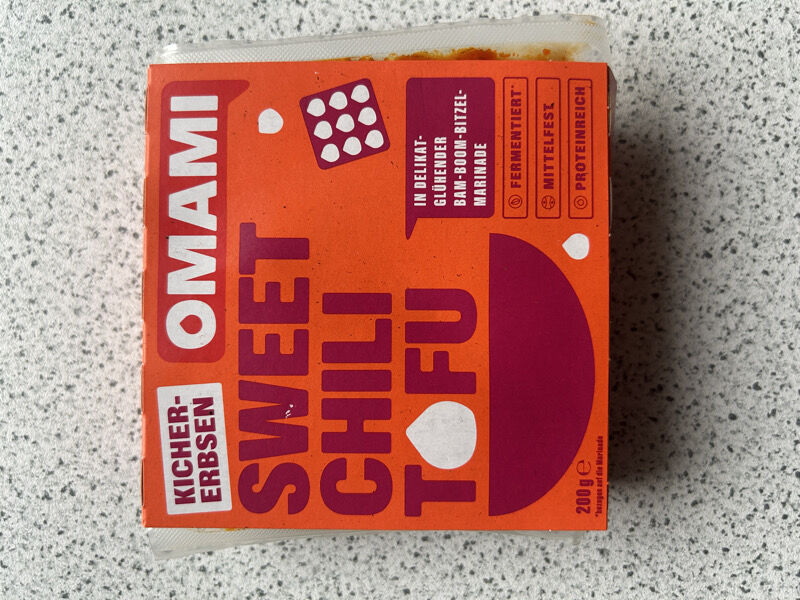 OMAMI
KICHER-
ERBSEN
SWEET
CHILI
TOFU
IN DELIKAT-
GLÜHENDER
BAM-BOOM-BITZEL-
MARINADE
FERMENTIERT*
MITTELFEST
PROTEINREICH
200 g ℮
*bezogen auf die Marinade